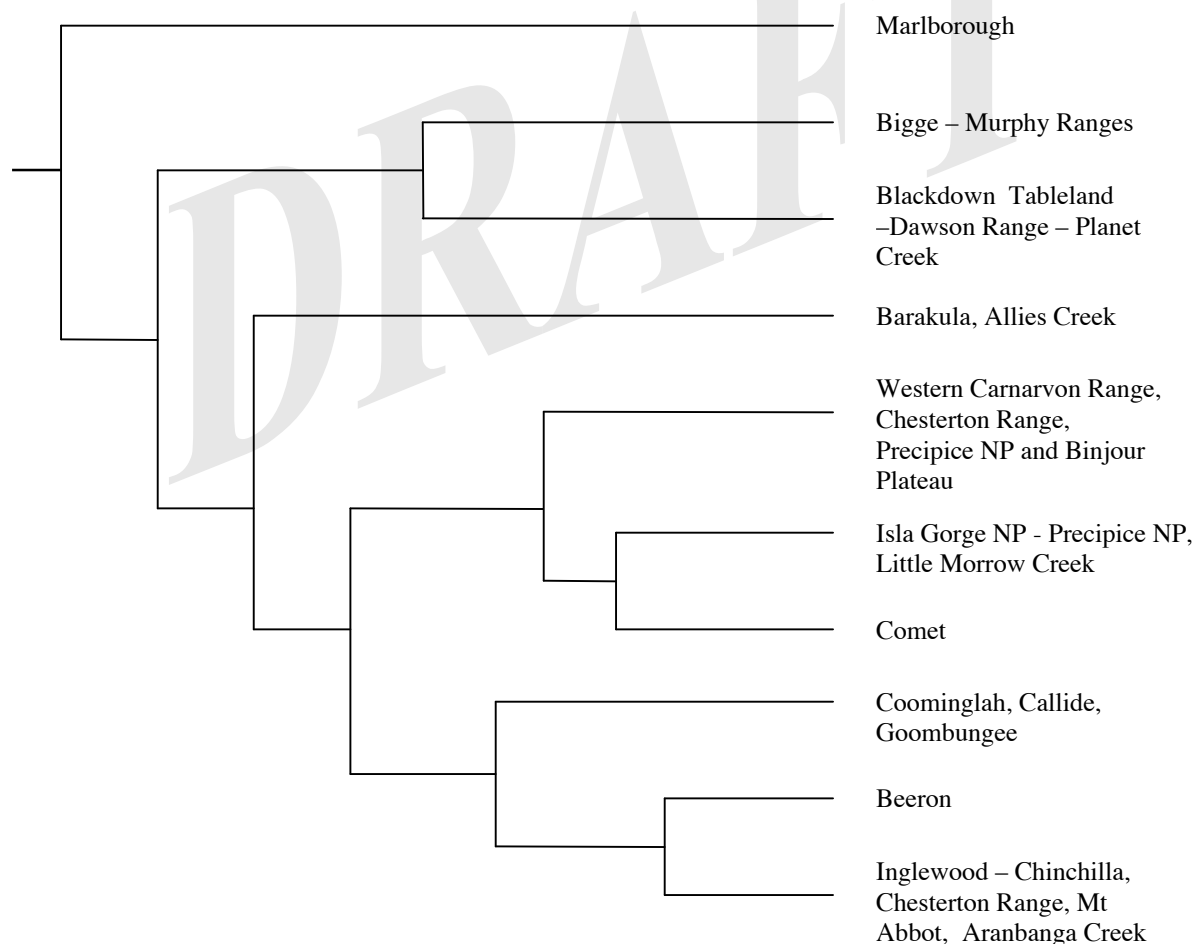 DRAFT
Marlborough
Bigge – Murphy Ranges
Blackdown Tableland
–Dawson Range – Planet
Creek
Barakula, Allies Creek
Western Carnarvon Range,
Chesterton Range,
Precipice NP and Binjour
Plateau
Isla Gorge NP - Precipice NP,
Little Morrow Creek
Comet
Coominglah, Callide,
Goombungee
Beeron
Inglewood – Chinchilla,
Chesterton Range, Mt
Abbot, Aranbanga Creek